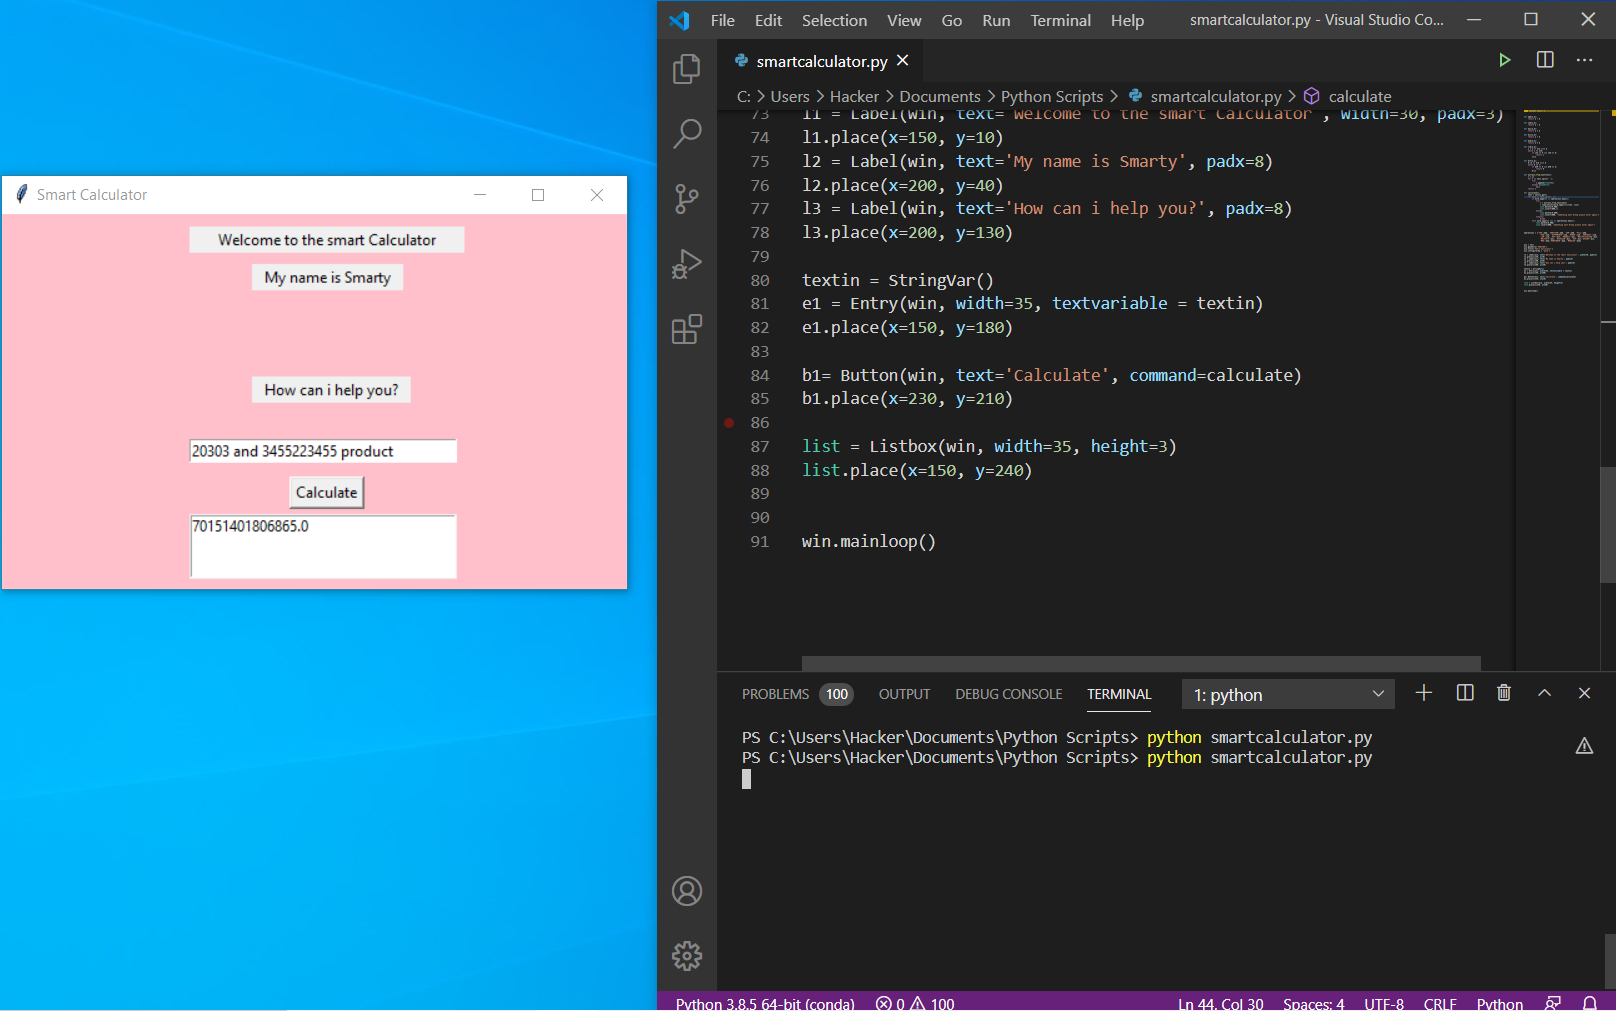 Smart Calculator
Welcome to the smart Calculator
My name is Smarty
How can i help you?
20303 and 3455223455 product
Calculate
70151401806865.0
File Edit Selection View Go Run Terminal Help smartcalculator.py - Visual Studio Co...
smartcalculator.py
C: > Users > Hacker > Documents > Python Scripts > smartcalculator.py > calculate
73 l1 = Label(win, text='Welcome to the smart Calculator', width=30, padx=3)
74 l1.place(x=150, y=10)
75 l2 = Label(win, text='My name is Smarty', padx=8)
76 l2.place(x=200, y=40)
77 l3 = Label(win, text='How can i help you?', padx=8)
78 l3.place(x=200, y=130)
79
80 textin = StringVar()
81 e1 = Entry(win, width=35, textvariable = textin)
82 e1.place(x=150, y=180)
83
84 b1= Button(win, text='Calculate', command=calculate)
85 b1.place(x=230, y=210)
86
87 list = Listbox(win, width=35, height=3)
88 list.place(x=150, y=240)
89
90
91 win.mainloop()
PROBLEMS 100 OUTPUT DEBUG CONSOLE TERMINAL 1: python
PS C:\Users\Hacker\Documents\Python Scripts> python smartcalculator.py
PS C:\Users\Hacker\Documents\Python Scripts> python smartcalculator.py
Python 3.8.5 64-bit (conda) 0 100 Ln 44, Col 30 Spaces: 4 UTF-8 CRLF Python